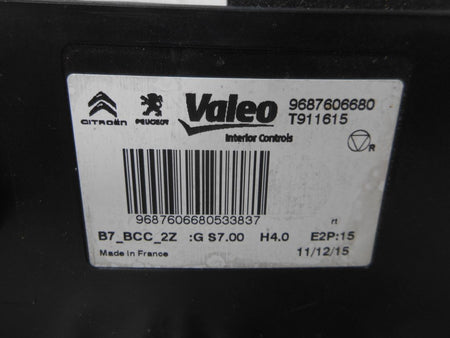 CITROËN PEUGEOT Valeo 9687606680
T911615
Interior Controls
R
9687606680533837
rt
B7_BCC_2Z :G S7.00 H4.0 E2P:15
Made in France 11/12/15